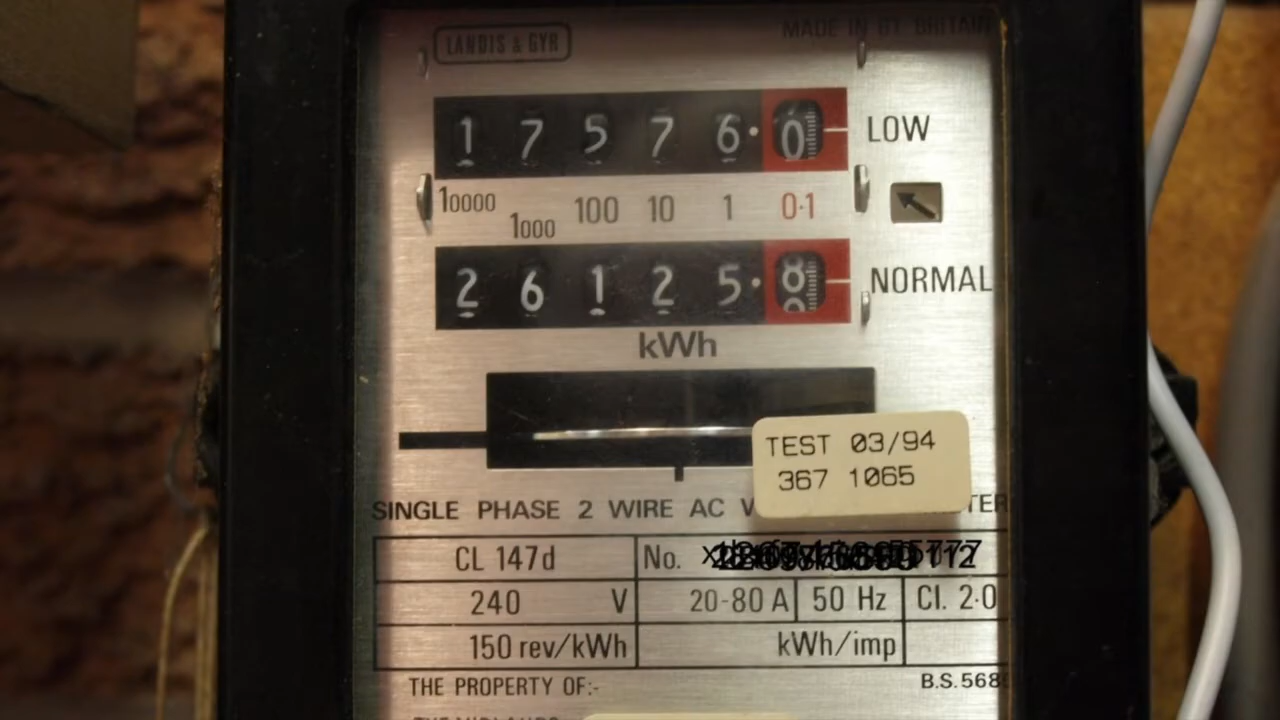 LANDIS & GYR
MADE IN GT BRITAIN
1 7 5 7 6 · 0 LOW
10000 1000 100 10 1 0·1
2 6 1 2 5 · 8 NORMAL
kWh
TEST 03/94
367 1065
SINGLE PHASE 2 WIRE AC
CL 147d No.
240 V 20-80 A 50 Hz Cl. 2·0
150 rev/kWh kWh/imp
THE PROPERTY OF:-
B.S.568